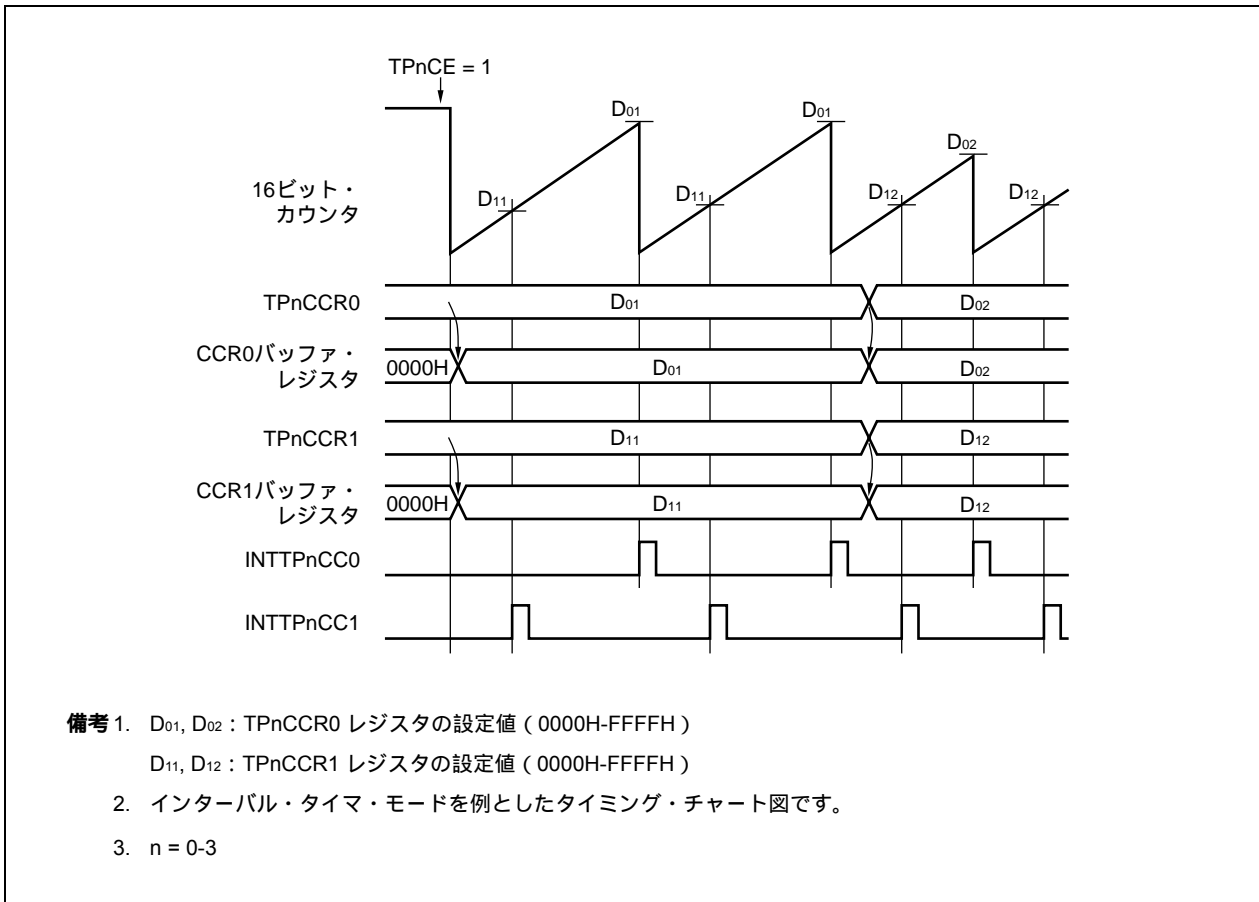 TPnCE = 1
D01 D01
D02
16ビット・
カウンタ
D11 D11 D12 D12
TPnCCR0 D01 D02
CCR0バッファ・
レジスタ
0000H D01 D02
TPnCCR1 D11 D12
CCR1バッファ・
レジスタ
0000H D11 D12
INTTPnCC0
INTTPnCC1
備考 1. D01, D02 : TPnCCR0 レジスタの設定値 ( 0000H-FFFFH )
D11, D12 : TPnCCR1 レジスタの設定値 ( 0000H-FFFFH )
2. インターバル・タイマ・モードを例としたタイミング・チャート図です。
3. n = 0-3